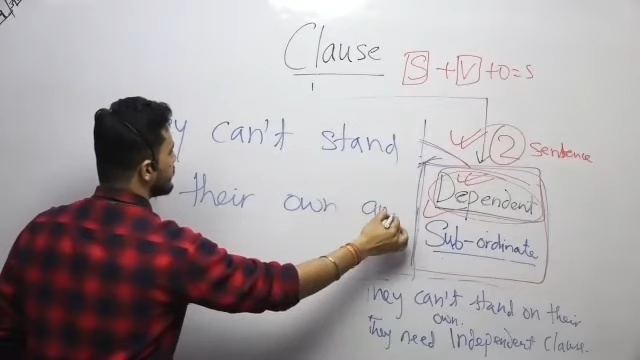 Clause
S + V + O = S
can't stand
their own an
2 sentence
Dependent
Sub-ordinate
They can't stand on their
own.
They need Independent Clause.